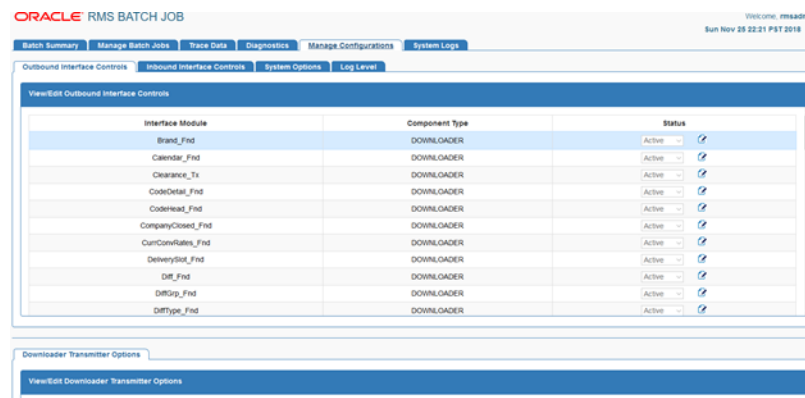 ORACLE RMS BATCH JOB
Welcome, rmsadn
Sun Nov 25 22:21 PST 2018
Batch Summary Manage Batch Jobs Trace Data Diagnostics Manage Configurations System Logs
Outbound Interface Controls Inbound Interface Controls System Options Log Level
View/Edit Outbound Interface Controls
Interface Module Component Type Status
Brand_Fnd DOWNLOADER Active
Calendar_Fnd DOWNLOADER Active
Clearance_Tx DOWNLOADER Active
CodeDetail_Fnd DOWNLOADER Active
CodeHead_Fnd DOWNLOADER Active
CompanyClosed_Fnd DOWNLOADER Active
CurrConvRates_Fnd DOWNLOADER Active
DeliverySlot_Fnd DOWNLOADER Active
Diff_Fnd DOWNLOADER Active
DiffGrp_Fnd DOWNLOADER Active
DiffType_Fnd DOWNLOADER Active
Downloader Transmitter Options
View/Edit Downloader Transmitter Options